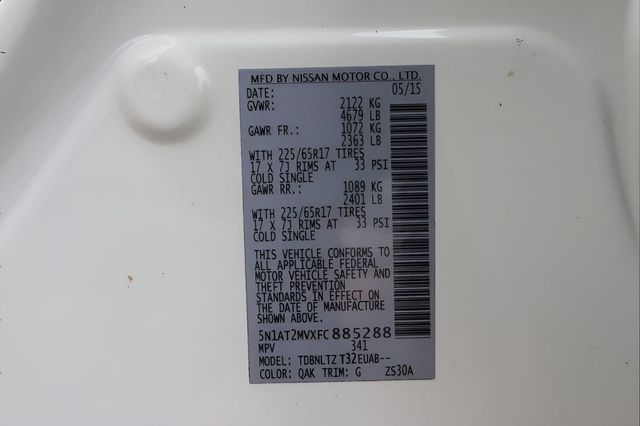 MFD BY NISSAN MOTOR CO., LTD.
DATE: 05/15
GVWR: 2122 KG
4679 LB
GAWR FR.: 1072 KG
2363 LB
WITH 225/65R17 TIRES
17 X 7J RIMS AT 33 PSI
COLD SINGLE
GAWR RR.: 1089 KG
2401 LB
WITH 225/65R17 TIRES
17 X 7J RIMS AT 33 PSI
COLD SINGLE
THIS VEHICLE CONFORMS TO
ALL APPLICABLE FEDERAL
MOTOR VEHICLE SAFETY AND
THEFT PREVENTION
STANDARDS IN EFFECT ON
THE DATE OF MANUFACTURE
SHOWN ABOVE.
5N1AT2MVXFC885288
MPV 341
MODEL: TDBNLTZ T32EUAB--
COLOR: QAK TRIM: G ZS30A